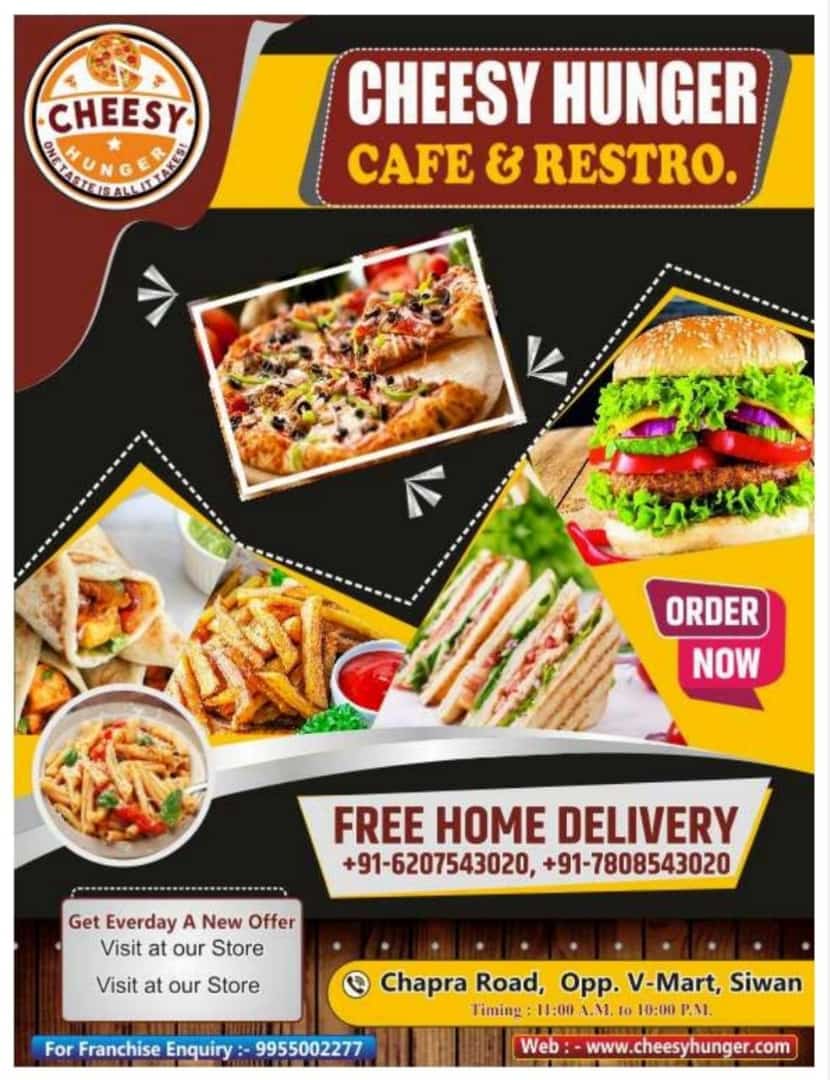 CHEESY
HUNGER
ONE TASTE IS ALL IT TAKES!
CHEESY HUNGER
CAFE & RESTRO.
ORDER
NOW
FREE HOME DELIVERY
+91-6207543020, +91-7808543020
Get Everday A New Offer
Visit at our Store
Visit at our Store
Chapra Road, Opp. V-Mart, Siwan
Timing : 11:00 A.M. to 10:00 P.M.
For Franchise Enquiry :- 9955002277
Web : - www.cheesyhunger.com